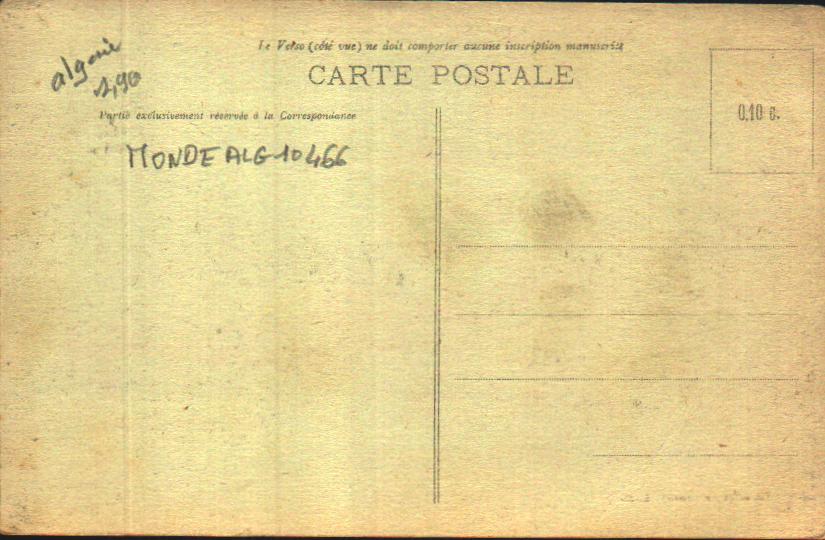 Le Verso (côté vue) ne doit comporter aucune inscription manuscrite
CARTE POSTALE
algerie
1,90
0.10 c.
Partie exclusivement réservée à la Correspondance
MONDE ALG 10466